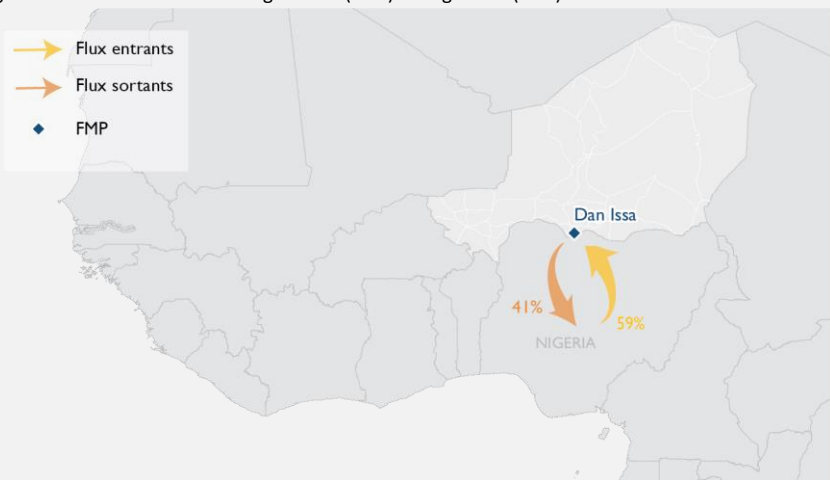 Flux entrants
Flux sortants
FMP
Dan Issa
41%
59%
NIGERIA